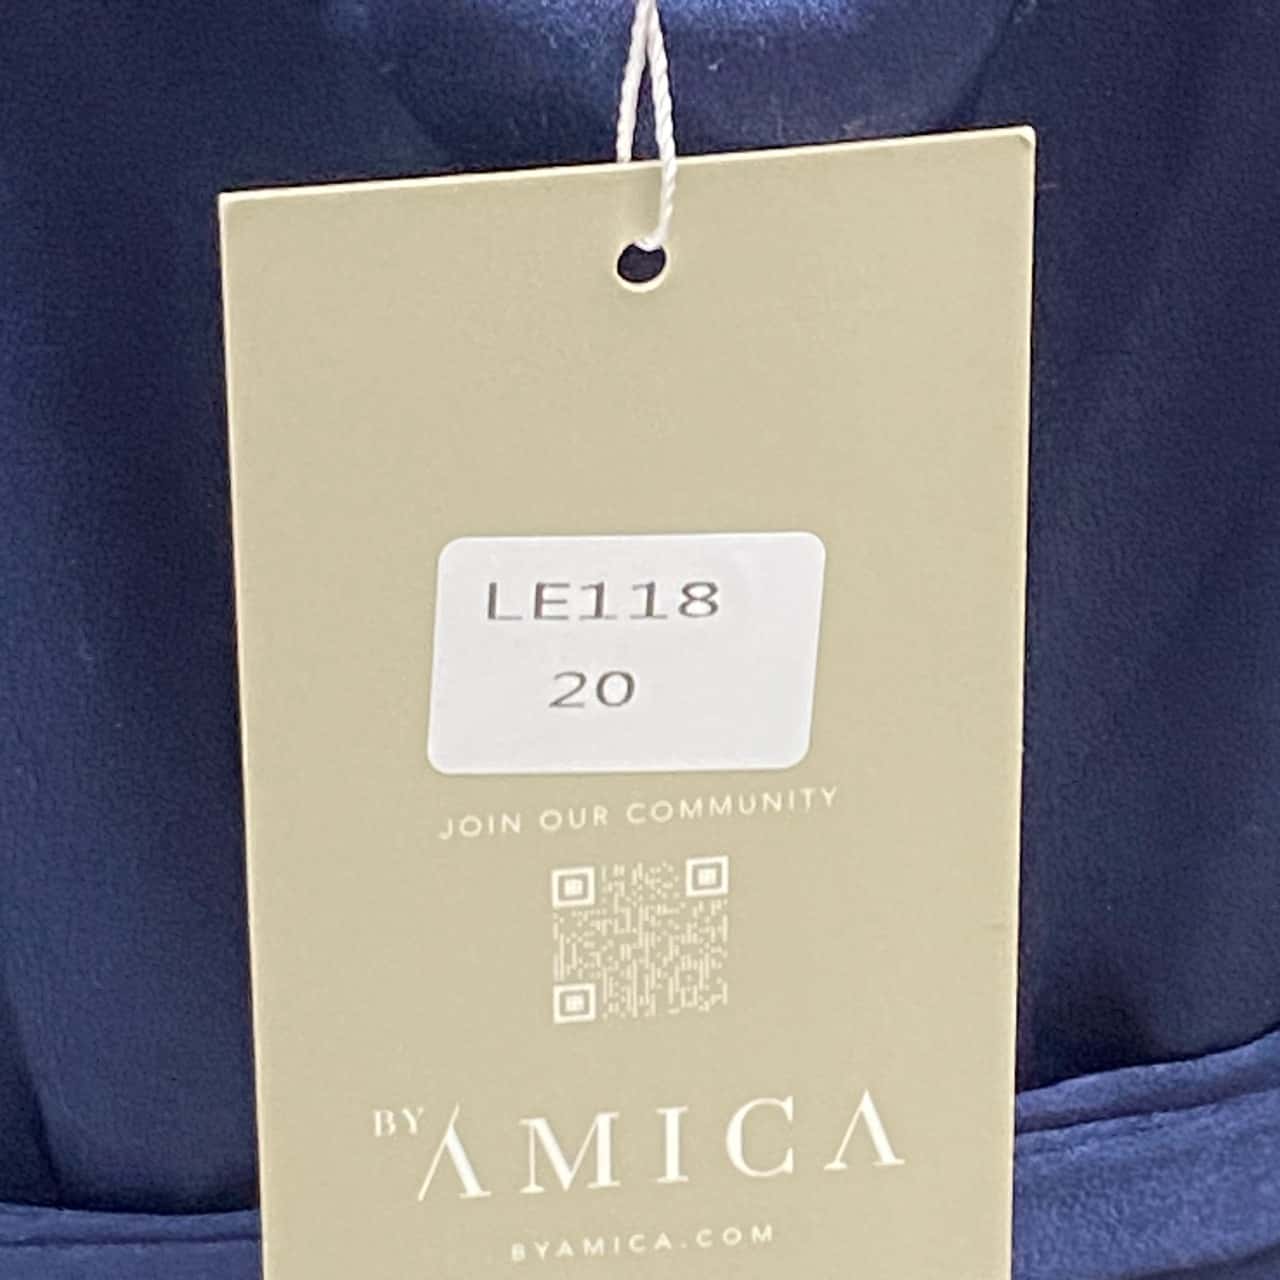 LE118
20
JOIN OUR COMMUNITY
BY AMICA
BYAMICA.COM